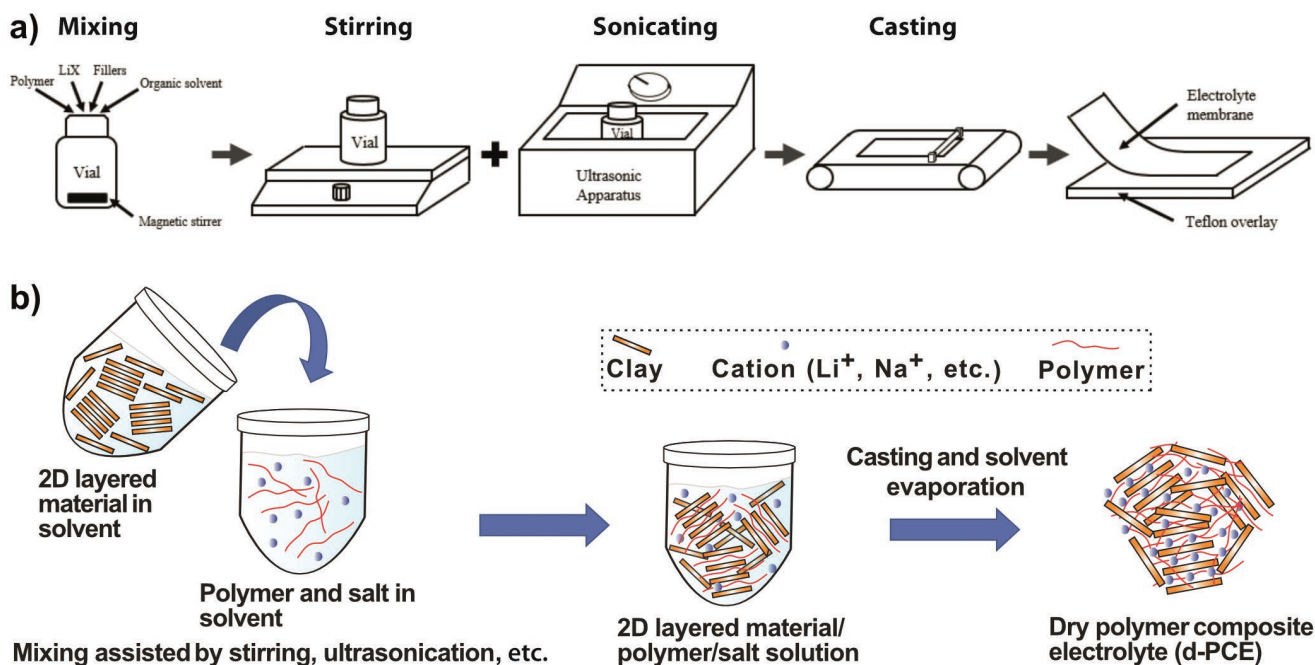 a) Mixing Stirring Sonicating Casting
LiX Fillers
Polymer Organic solvent
Vial
Magnetic stirrer
Vial
Vial
Ultrasonic
Apparatus
Electrolyte
membrane
Teflon overlay
b)
Clay Cation (Li+, Na+, etc.) Polymer
2D layered
material in
solvent
Polymer and salt in
solvent
Mixing assisted by stirring, ultrasonication, etc.
2D layered material/
polymer/salt solution
Casting and solvent
evaporation
Dry polymer composite
electrolyte (d-PCE)